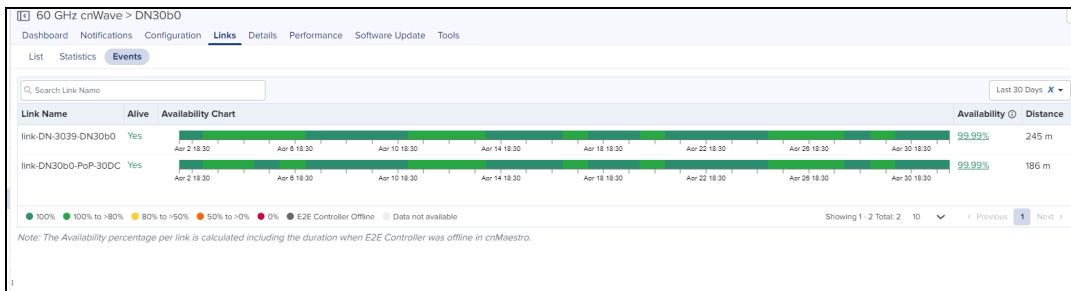 60 GHz cnWave > DN30b0
Dashboard Notifications Configuration Links Details Performance Software Update Tools
List Statistics Events
Search Link Name
Last 30 Days X
Link Name Alive Availability Chart Availability Distance
link-DN-3039-DN30b0 Yes 99.99% 245 m
Apr 2 18:30 Apr 6 18:30 Apr 10 18:30 Apr 14 18:30 Apr 18 18:30 Apr 22 18:30 Apr 26 18:30 Apr 30 18:30
link-DN30b0-PoP-30DC Yes 99.99% 186 m
Apr 2 18:30 Apr 6 18:30 Apr 10 18:30 Apr 14 18:30 Apr 18 18:30 Apr 22 18:30 Apr 26 18:30 Apr 30 18:30
100% 100% to >80% 80% to >50% 50% to >0% 0% E2E Controller Offline Data not available Showing 1 - 2 Total: 2 10 < Previous 1 Next >
Note: The Availability percentage per link is calculated including the duration when E2E Controller was offline in cnMaestro.